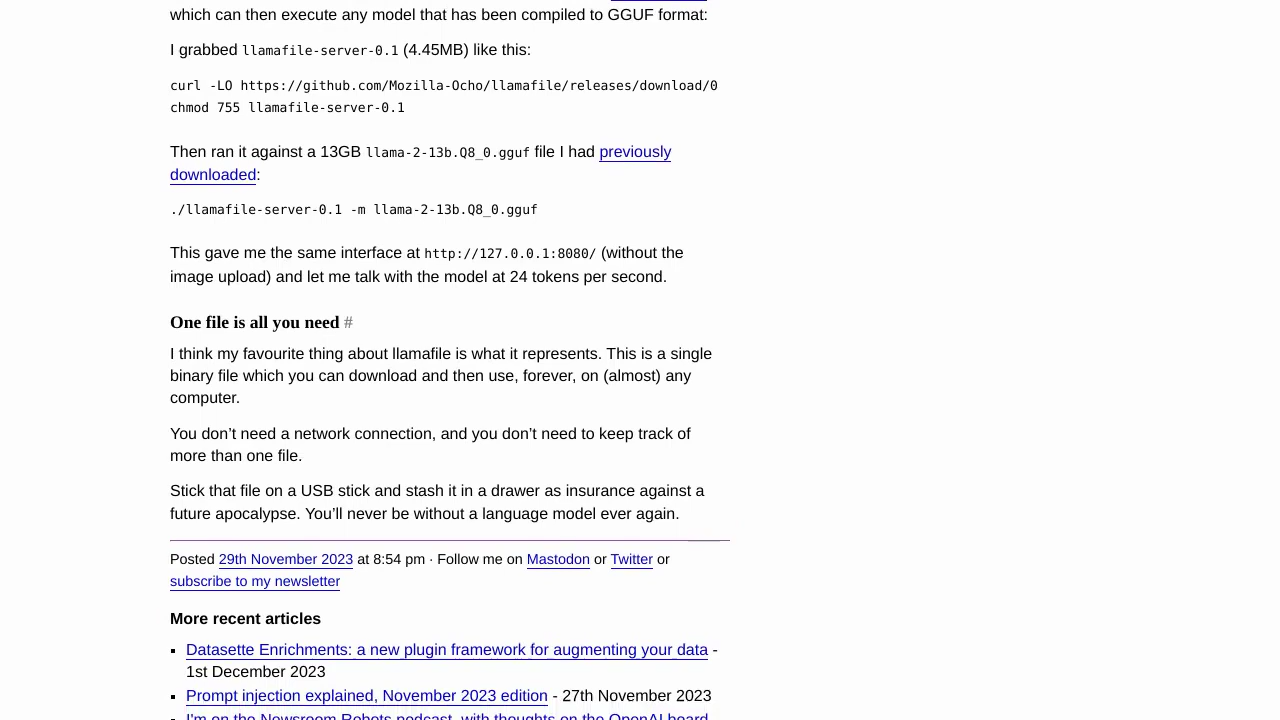 which can then execute any model that has been compiled to GGUF format:
I grabbed llamafile-server-0.1 (4.45MB) like this:
curl -LO https://github.com/Mozilla-Ocho/llamafile/releases/download/0
chmod 755 llamafile-server-0.1
Then ran it against a 13GB llama-2-13b.Q8_0.gguf file I had previously
downloaded:
./llamafile-server-0.1 -m llama-2-13b.Q8_0.gguf
This gave me the same interface at http://127.0.0.1:8080/ (without the
image upload) and let me talk with the model at 24 tokens per second.
One file is all you need #
I think my favourite thing about llamafile is what it represents. This is a single
binary file which you can download and then use, forever, on (almost) any
computer.
You don’t need a network connection, and you don’t need to keep track of
more than one file.
Stick that file on a USB stick and stash it in a drawer as insurance against a
future apocalypse. You’ll never be without a language model ever again.
Posted 29th November 2023 at 8:54 pm · Follow me on Mastodon or Twitter or
subscribe to my newsletter
More recent articles
▪ Datasette Enrichments: a new plugin framework for augmenting your data -
1st December 2023
▪ Prompt injection explained, November 2023 edition - 27th November 2023
▪ I'm on the Newsroom Robots podcast, with thoughts on the OpenAI board